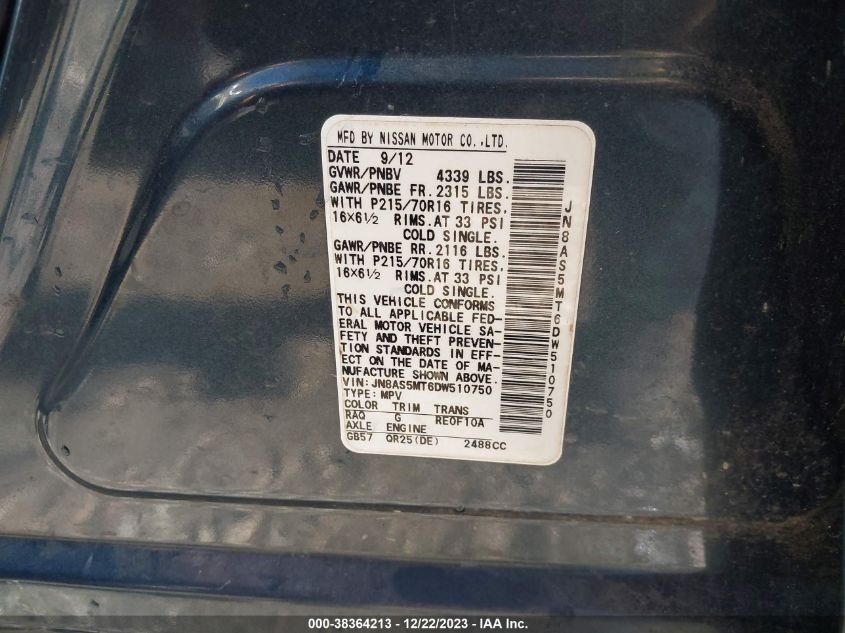 MFD BY NISSAN MOTOR CO.,LTD.
DATE 9/12
GVWR/PNBV 4339 LBS.
GAWR/PNBE FR. 2315 LBS.
WITH P215/70R16 TIRES,
16×6½ RIMS. AT 33 PSI
COLD SINGLE.
GAWR/PNBE RR. 2116 LBS.
WITH P215/70R16 TIRES,
16×6½ RIMS. AT 33 PSI
COLD SINGLE.
THIS VEHICLE CONFORMS
TO ALL APPLICABLE FED-
ERAL MOTOR VEHICLE SA-
FETY AND THEFT PREVEN-
TION STANDARDS IN EFF-
ECT ON THE DATE OF MA-
NUFACTURE SHOWN ABOVE.
VIN: JN8AS5MT6DW510750
TYPE: MPV
COLOR TRIM TRANS
RAQ G RE0F10A
AXLE ENGINE
GB57 QR25(DE) 2488CC
JN8AS5MT6DW510750
000-38364213 - 12/22/2023 - IAA Inc.